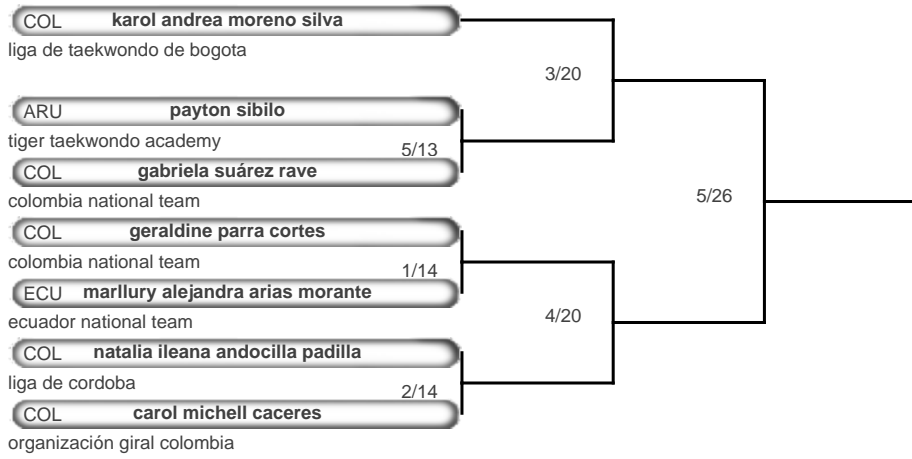 COL karol andrea moreno silva
liga de taekwondo de bogota
3/20
ARU payton sibilo
tiger taekwondo academy
5/13
COL gabriela suárez rave
colombia national team
5/26
COL geraldine parra cortes
colombia national team
1/14
ECU marllury alejandra arias morante
ecuador national team
4/20
COL natalia ileana andocilla padilla
liga de cordoba
2/14
COL carol michell caceres
organización giral colombia